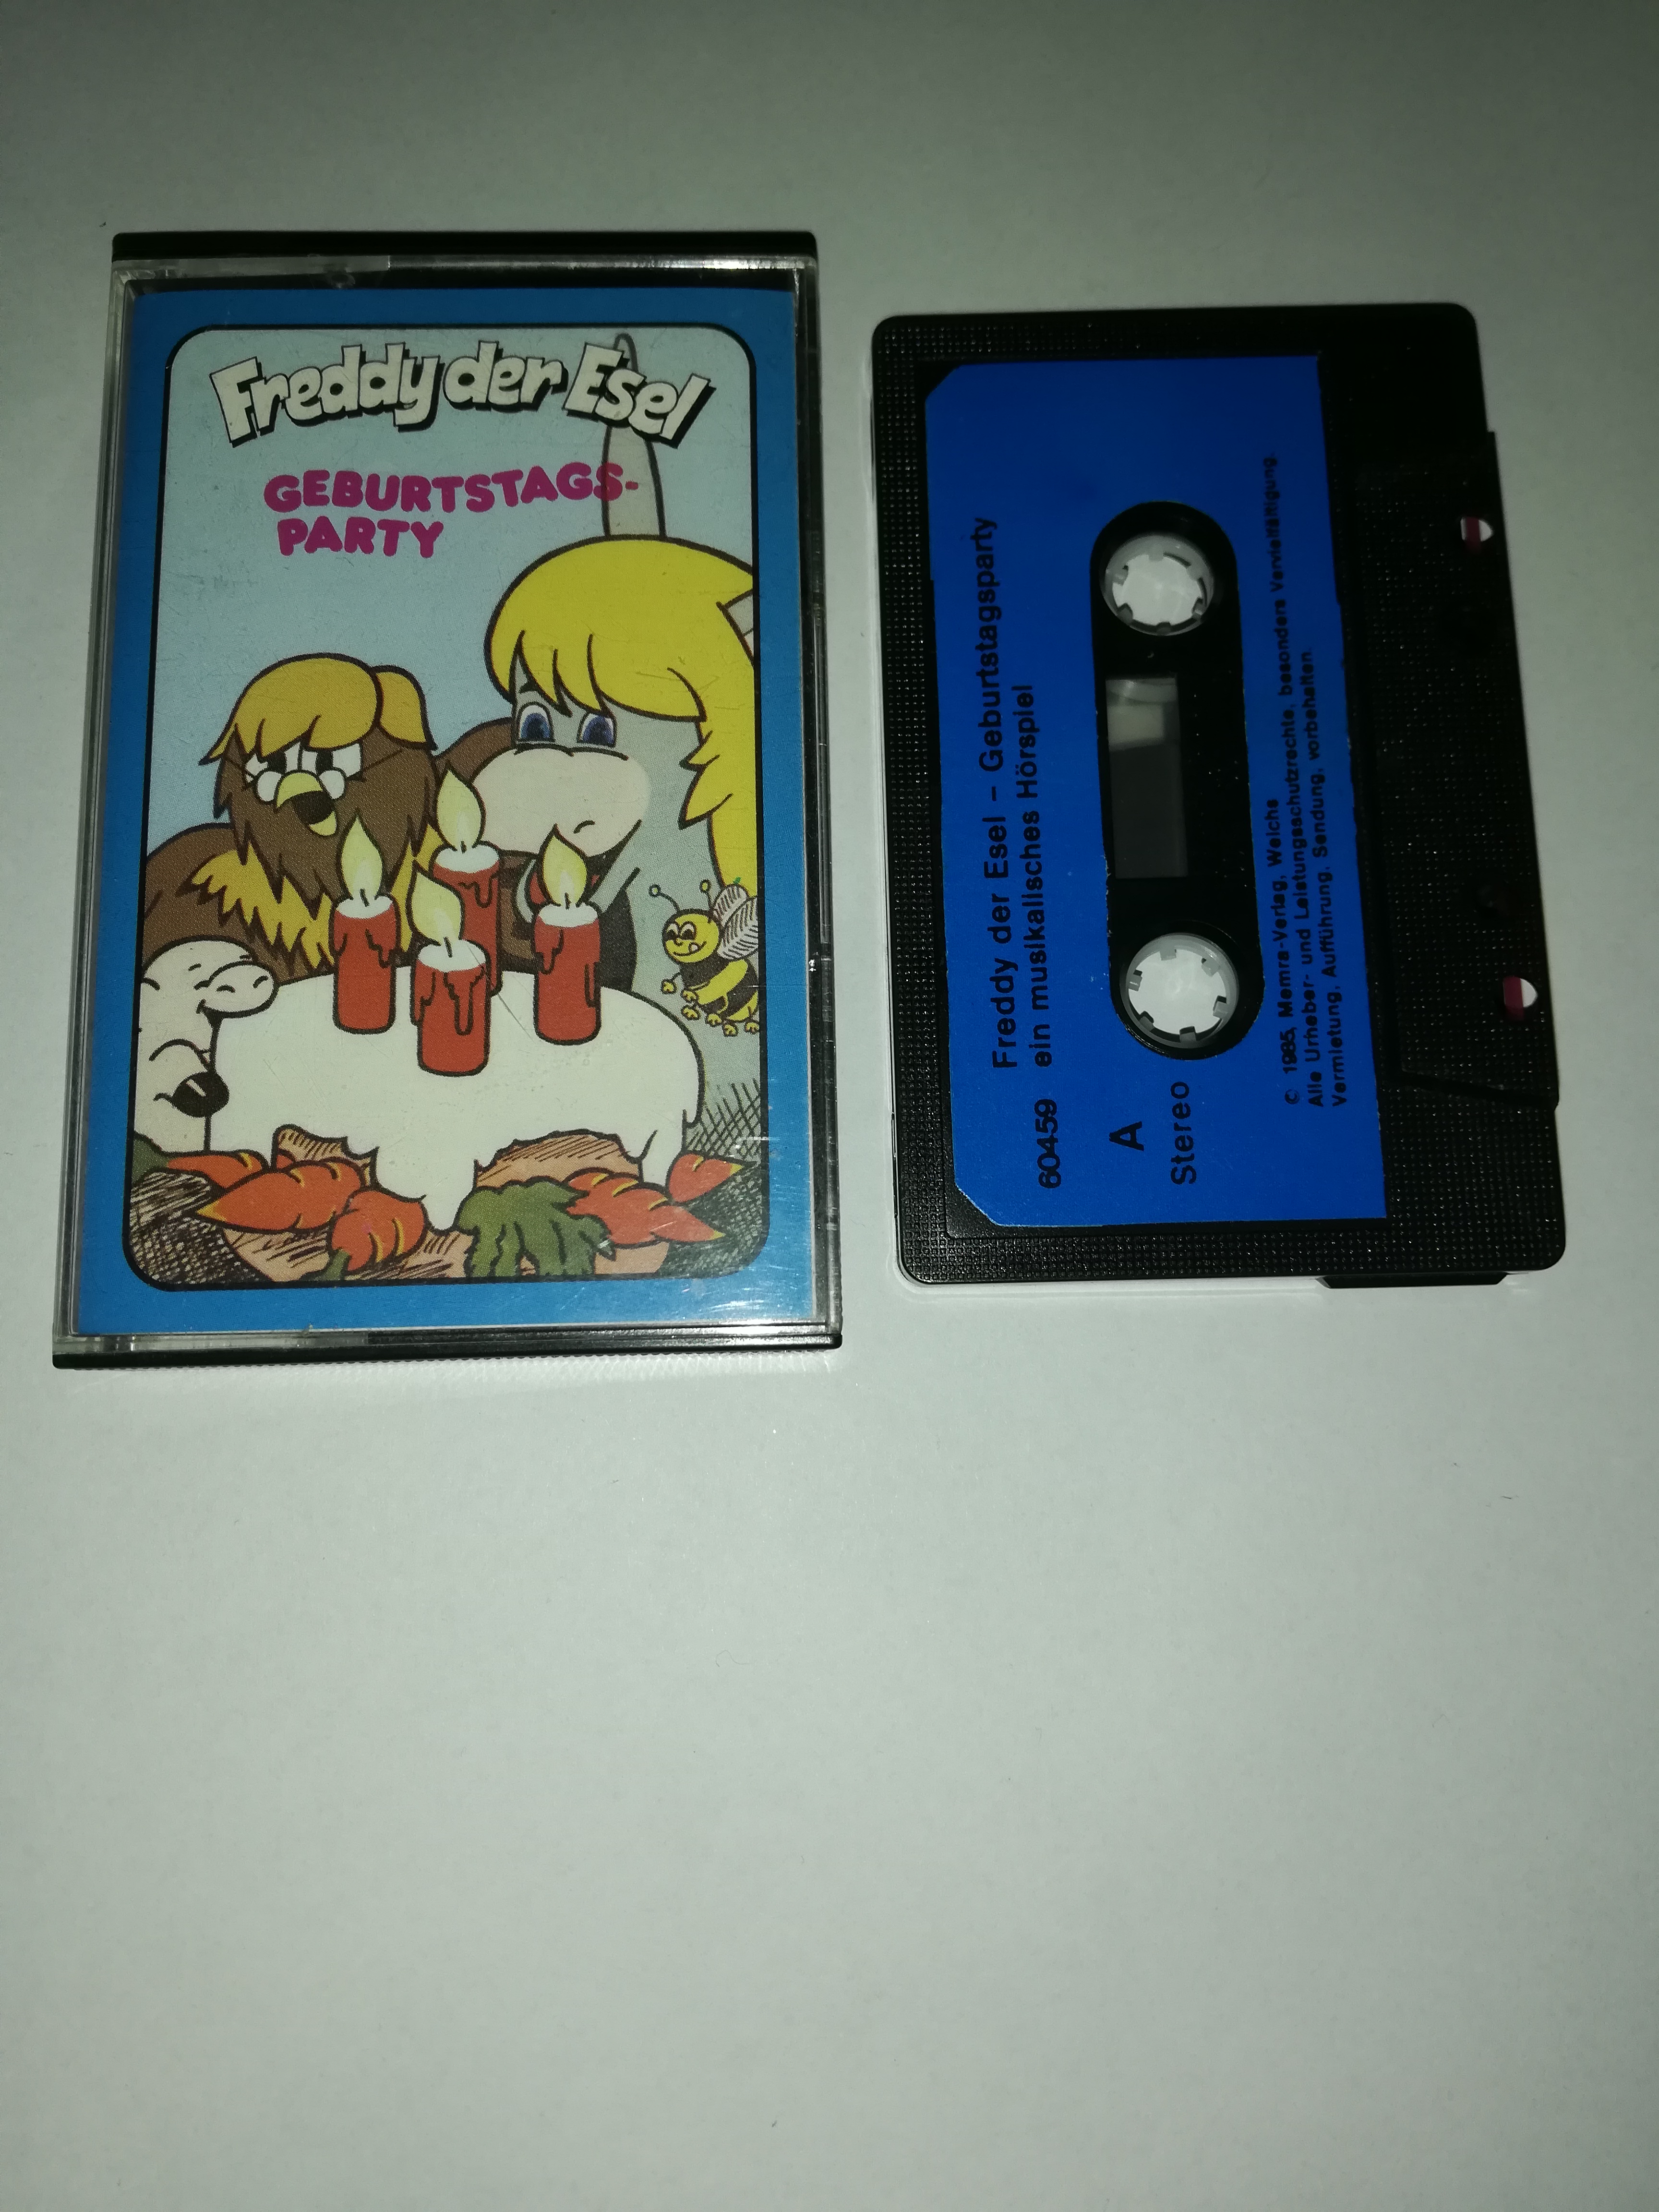 Freddy der Esel
GEBURTSTAGS-
PARTY
Freddy der Esel – Geburtstagsparty
60459 ein musikalisches Hörspiel
A
Stereo
© 1985, Memra-Verlag, Weichs
Alle Urheber- und Leistungsschutzrechte, besonders Vervielfältigung,
Vermietung, Aufführung, Sendung, vorbehalten.